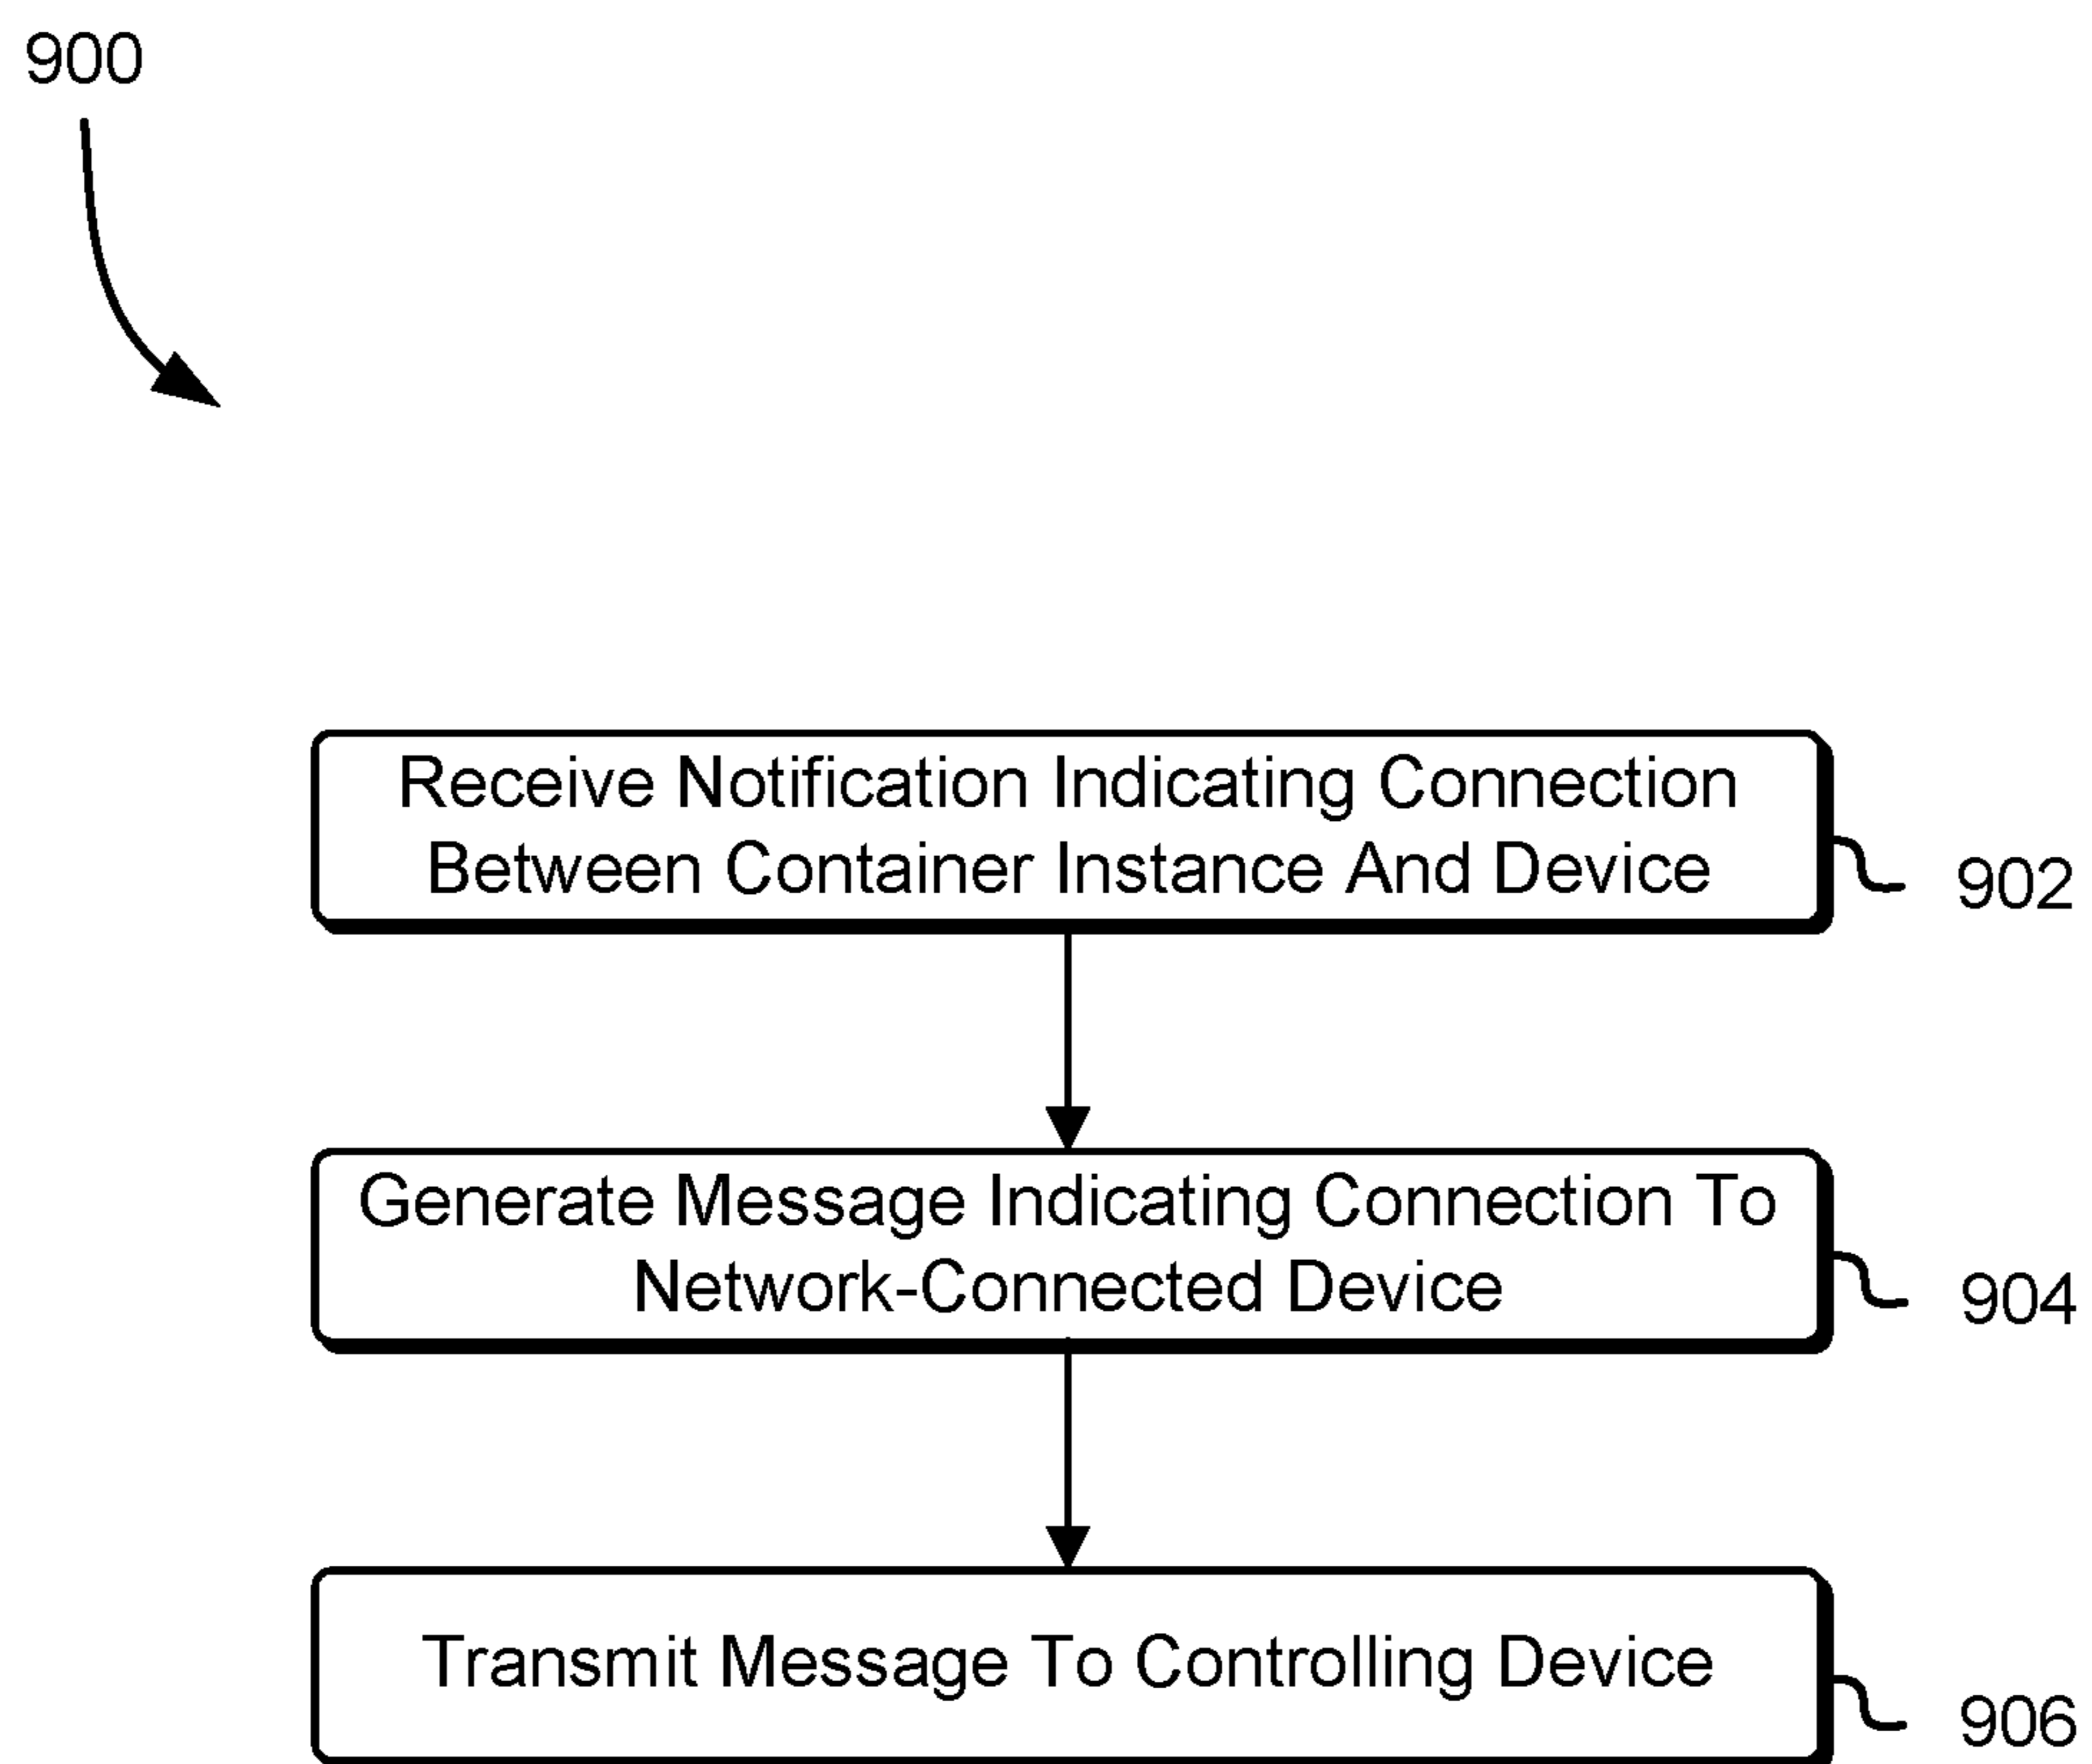 900
Receive Notification Indicating Connection
Between Container Instance And Device
902
Generate Message Indicating Connection To
Network-Connected Device
904
Transmit Message To Controlling Device
906